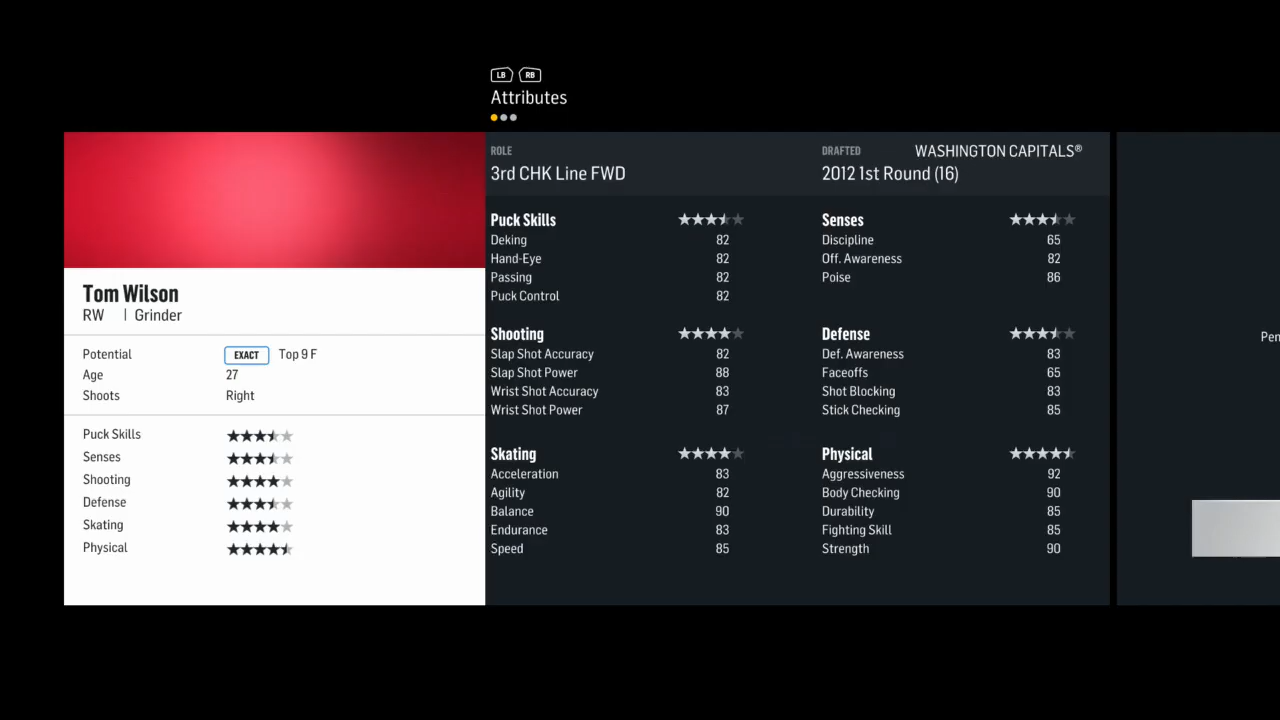 LB RB
Attributes
Tom Wilson
RW | Grinder
Potential EXACT Top 9 F
Age 27
Shoots Right
Puck Skills
Senses
Shooting
Defense
Skating
Physical
ROLE
3rd CHK Line FWD
DRAFTED WASHINGTON CAPITALS®
2012 1st Round (16)
Puck Skills
Deking 82
Hand-Eye 82
Passing 82
Puck Control 82
Senses
Discipline 65
Off. Awareness 82
Poise 86
Shooting
Slap Shot Accuracy 82
Slap Shot Power 88
Wrist Shot Accuracy 83
Wrist Shot Power 87
Defense
Def. Awareness 83
Faceoffs 65
Shot Blocking 83
Stick Checking 85
Skating
Acceleration 83
Agility 82
Balance 90
Endurance 83
Speed 85
Physical
Aggressiveness 92
Body Checking 90
Durability 85
Fighting Skill 85
Strength 90